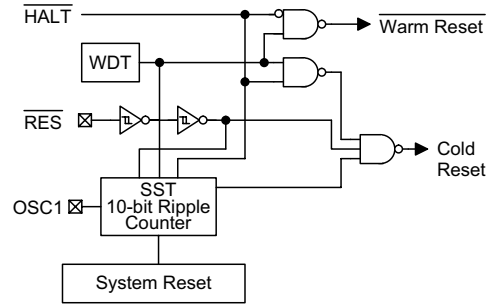 HALT
Warm Reset
WDT
RES
Cold
Reset
SST
10-bit Ripple
Counter
OSC1
System Reset